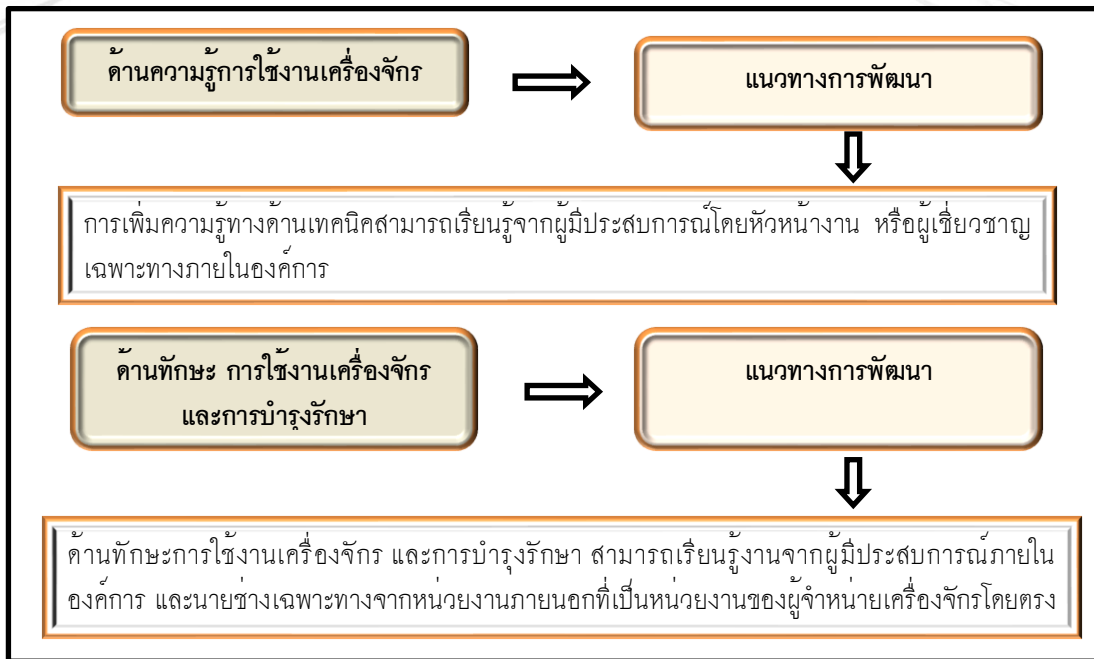 ด้านความรู้การใช้งานเครื่องจักร
แนวทางการพัฒนา
การเพิ่มความรู้ทางด้านเทคนิคสามารถเรียนรู้จากผู้มีประสบการณ์โดยหัวหน้างาน หรือผู้เชี่ยวชาญ
เฉพาะทางภายในองค์การ
ด้านทักษะ การใช้งานเครื่องจักร
และการบำรุงรักษา
แนวทางการพัฒนา
ด้านทักษะการใช้งานเครื่องจักร และการบำรุงรักษา สามารถเรียนรู้งานจากผู้มีประสบการณ์ภายใน
องค์การ และนายช่างเฉพาะทางจากหน่วยงานภายนอกที่เป็นหน่วยงานของผู้จำหน่ายเครื่องจักรโดยตรง